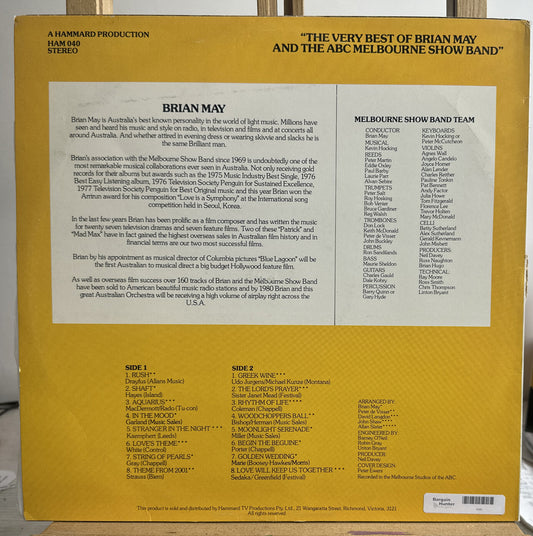 A HAMMARD PRODUCTION
HAM 040
STEREO
"THE VERY BEST OF BRIAN MAY
AND THE ABC MELBOURNE SHOW BAND"
BRIAN MAY
Brian May is Australia's best known personality in the world of light music. Millions have
seen and heard his music and style on radio, in television and films and at concerts all
around Australia. And whether attired in evening dress or wearing skivvie and slacks he is
the same Brilliant man.
Brian's association with the Melbourne Show Band since 1969 is undoubtedly one of the
most remarkable musical collaborations ever seen in Australia. Not only receiving gold
records for their albums but awards such as the 1975 Music Industry Best Single, 1976
Best Easy Listening album, 1976 Television Society Penguin for Sustained Excellence,
1977 Television Society Penguin for Best Original music and this year Brian won the
Arrirun award for his composition "Love is a Symphony" at the International song
competition held in Seoul, Korea.
In the last few years Brian has been prolific as a film composer and has written the music
for twenty seven television dramas and seven feature films. Two of these "Patrick" and
"Mad Max" have in fact gained the highest overseas sales in Australian film history and in
financial terms are our two most successful films.
Brian by his appointment as musical director of Columbia pictures "Blue Lagoon" will be
the first Australian to musical direct a big budget Hollywood feature film.
As well as overseas film success over 160 tracks of Brian and the Melbourne Show Band
have been sold to American beautiful music radio stations and by 1980 Brian and this
great Australian Orchestra will be receiving a high volume of airplay right across the
U.S.A.
MELBOURNE SHOW BAND TEAM
CONDUCTOR
Brian May
MUSICAL
Kevin Hocking
REEDS
Peter Martin
Eddie Oxley
Paul Barby
Laurie Farr
Alvan Sebire
TRUMPETS
Peter Salt
Roy Hosking
Bob Venier
Bruce Gardiner
Reg Walsh
TROMBONES
Don Lock
Keith McDonald
Peter de Visser
John Buckley
DRUMS
Ron Sandilands
BASS
Maurie Sheldon
GUITARS
Charles Gauld
Dale Kotey
PERCUSSION
Barry Quinn or
Gary Hyde
KEYBOARDS
Kevin Hocking or
Peter McCutcheon
VIOLINS
Agnes Wall
Angelo Candelo
Joyce Homer
Alan Lander
Charles Rether
Pauline Tonkin
Pat Bennett
Andy Factor
Julia Howe
Tom Fitzgerald
Florence Lee
Trevor Holten
Mary McDonald
CELLI
Betty Sutherland
Alex Sutherland
Gerald Kevnemann
John Mishett
PRODUCERS
Neil Davey
Ross Naughton
Brian Hugo
TECHNICAL
Ray Moore
Ross Smith
Chris Thompson
Linton Bryant
SIDE 1
1. RUSH**
Dreyfus (Allans Music)
2. SHAFT*
Hayes (Island)
3. AQUARIUS***
MacDermott/Rado (Tu-con)
4. IN THE MOOD*
Garland (Music Sales)
5. STRANGER IN THE NIGHT***
Kaempfert (Leeds)
6. LOVES THEME***
White (Control)
7. STRING OF PEARLS*
Gray (Chappell)
8. THEME FROM 2001**
Strauss (Biem)
SIDE 2
1. GREEK WINE***
Udo Jurgens/Michael Kunze (Montana)
2. THE LORD'S PRAYER***
Sister Janet Mead (Festival)
3. RHYTHM OF LIFE****
Coleman (Chappell)
4. WOODCHOPPERS BALL**
Bishop/Herman (Music Sales)
5. MOONLIGHT SERENADE*
Miller (Music Sales)
6. BEGIN THE BEGUINE*
Porter (Chappell)
7. GOLDEN WEDDING*
Marie (Boosey-Hawkes/Morris)
8. LOVE WILL KEEP US TOGETHER***
Sedaka/Greenfield (Festival)
ARRANGED BY:
Brian May*
Peter de Visser**
David Langdon***
John Shaw****
Allan Slater*****
ENGINEERED BY:
Barney O'Neil
Robin Gray
Linton Bryant
PRODUCER
Neil Davey
COVER DESIGN
Peter Ewers
Recorded in the Melbourne Studios of the ABC.
This product is sold and distributed by Hammard TV Productions Pty. Ltd., 21 Wangaratta Street, Richmond, Victoria, 3121
All rights reserved
Bargain
Hunter